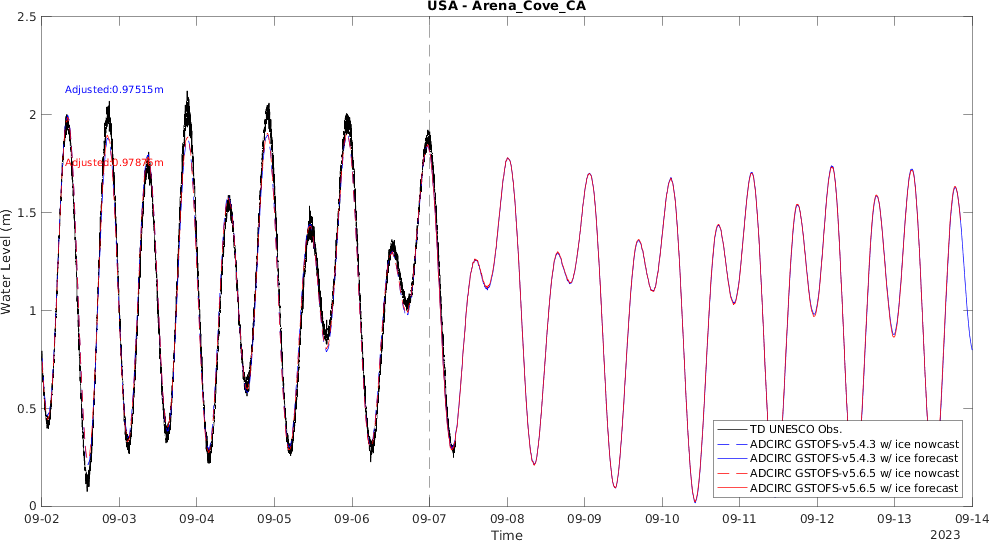 USA - Arena_Cove_CA
2.5
2
1.5
1
0.5
0
Water Level (m)
Adjusted:0.97515m
Adjusted:0.97875m
TD UNESCO Obs.
ADCIRC GSTOFS-v5.4.3 w/ ice nowcast
ADCIRC GSTOFS-v5.4.3 w/ ice forecast
ADCIRC GSTOFS-v5.6.5 w/ ice nowcast
ADCIRC GSTOFS-v5.6.5 w/ ice forecast
09-02 09-03 09-04 09-05 09-06 09-07 09-08 09-09 09-10 09-11 09-12 09-13 09-14
Time
2023